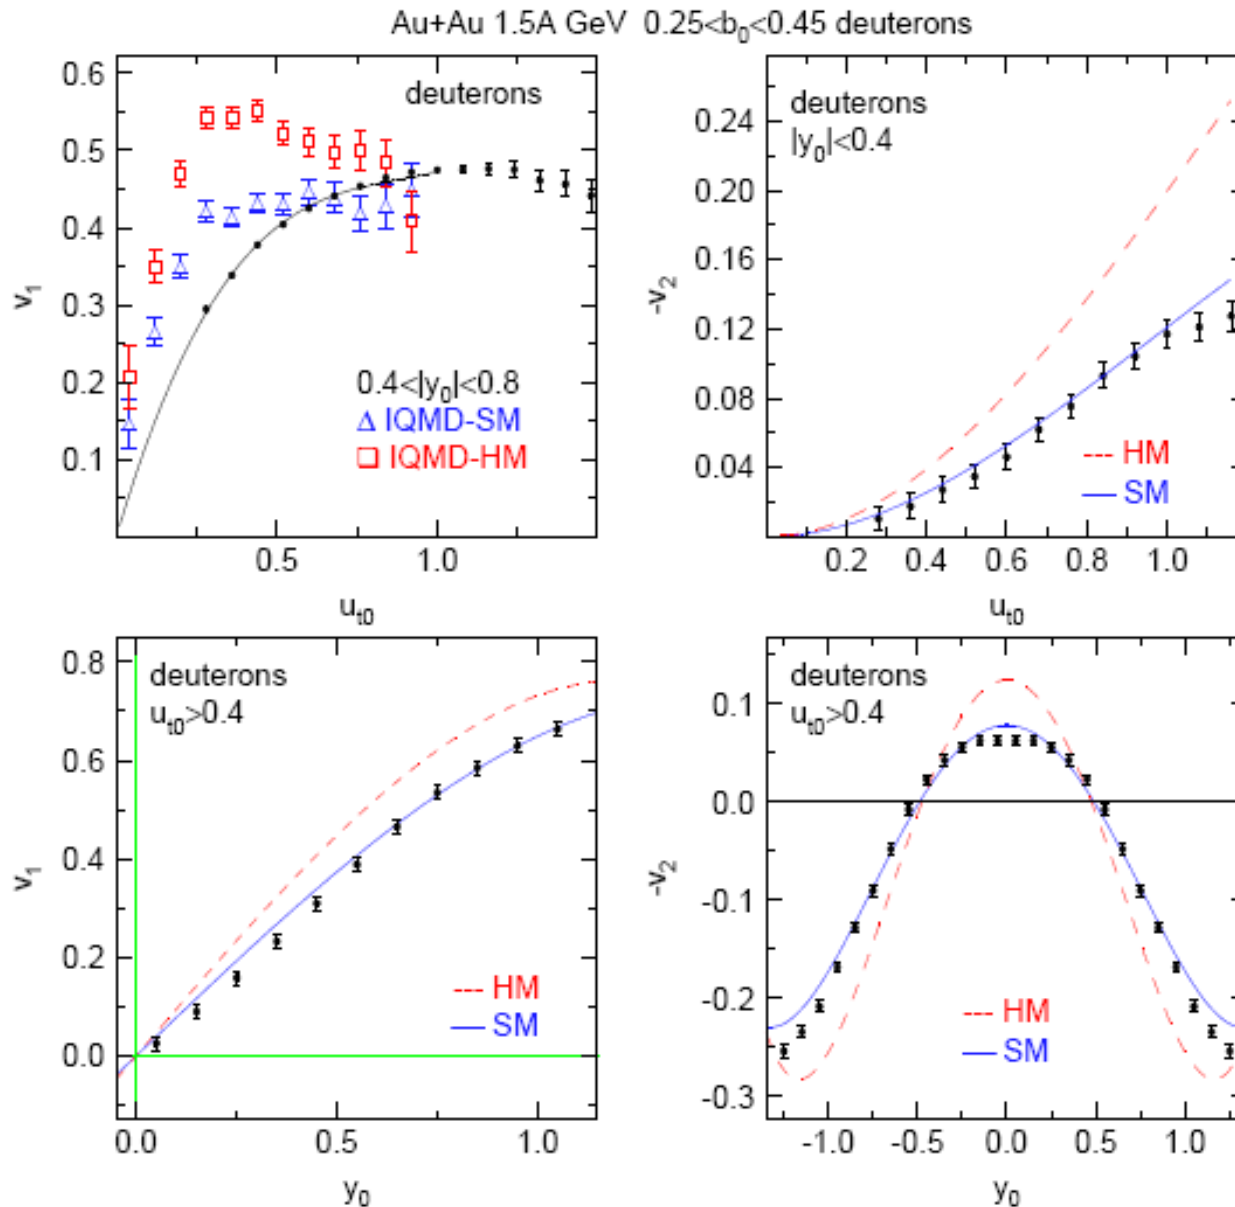 Au+Au 1.5A GeV 0.25<b₀<0.45 deuterons
0.6
0.5
0.4
0.3
0.2
0.1
v₁
deuterons
0.4<|y₀|<0.8
IQMD-SM
IQMD-HM
0.5
1.0
uₜ₀
0.24
0.20
0.16
0.12
0.08
0.04
-v₂
deuterons
|y₀|<0.4
HM
SM
0.2
0.4
0.6
0.8
1.0
uₜ₀
0.8
0.6
0.4
0.2
0.0
v₁
deuterons
uₜ₀>0.4
HM
SM
0.0
0.5
1.0
y₀
0.1
0.0
-0.1
-0.2
-0.3
-v₂
deuterons
uₜ₀>0.4
HM
SM
-1.0
-0.5
0.0
0.5
1.0
y₀